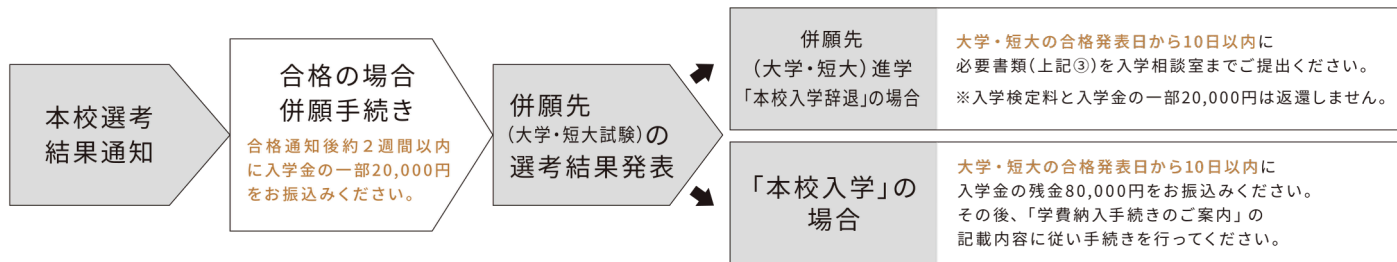 本校選考
結果通知
合格の場合
併願手続き
合格通知後約２週間以内
に入学金の一部20,000円
をお振込みください。
併願先
（大学・短大試験）の
選考結果発表
併願先
（大学・短大）進学
「本校入学辞退」の場合
大学・短大の合格発表日から10日以内に
必要書類（上記③）を入学相談室までご提出ください。
※入学検定料と入学金の一部20,000円は返還しません。
「本校入学」の
場合
大学・短大の合格発表日から10日以内に
入学金の残金80,000円をお振込みください。
その後、「学費納入手続きのご案内」の
記載内容に従い手続きを行ってください。